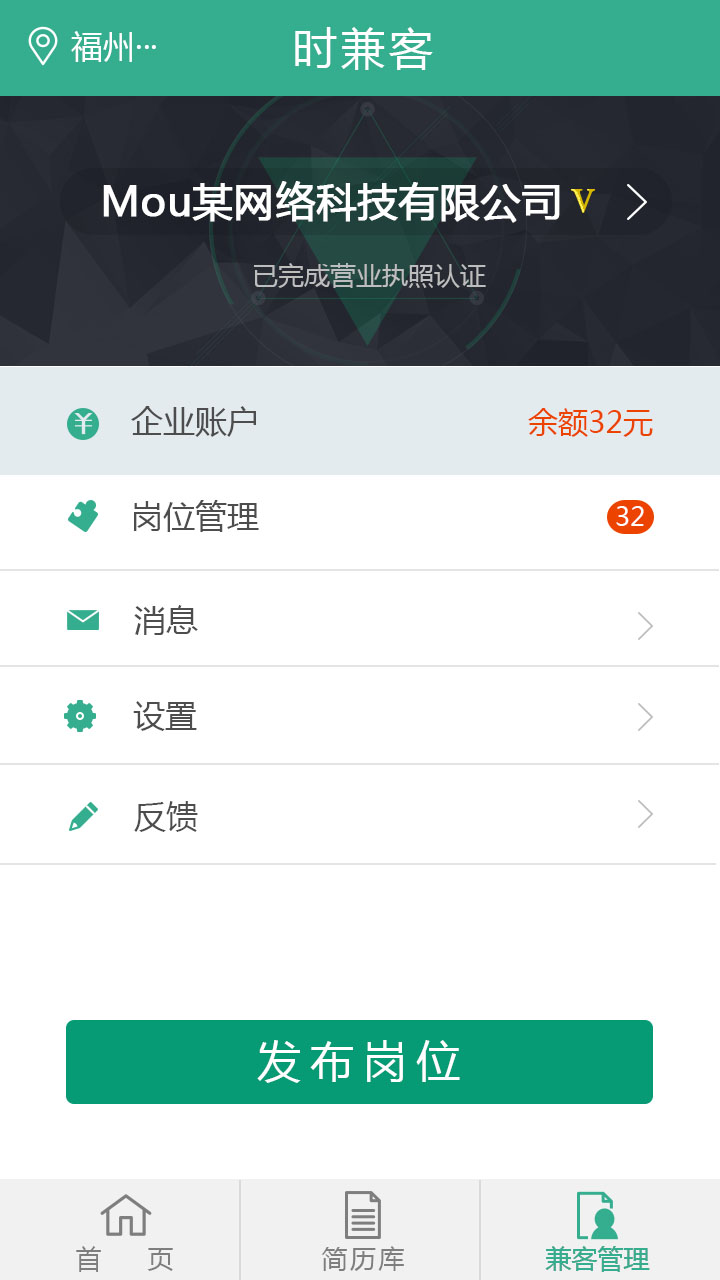 福州···
时兼客
Mou某网络科技有限公司 V
已完成营业执照认证
企业账户 余额32元
岗位管理 32
消息
设置
反馈
发布岗位
首 页
简历库
兼客管理